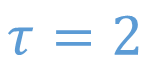 τ = 2